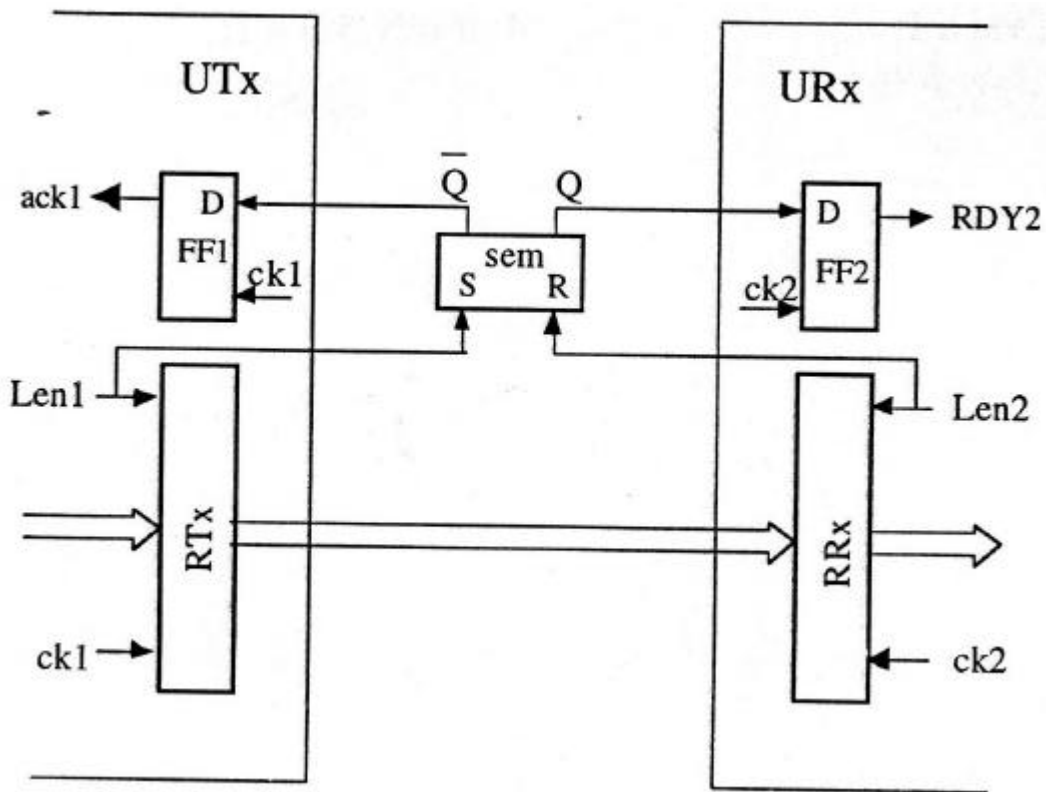 UTx
URx
Q̅
Q
ack1
D
FF1
ck1
sem
S
R
D
FF2
ck2
RDY2
Len1
Len2
RTx
RRx
ck1
ck2